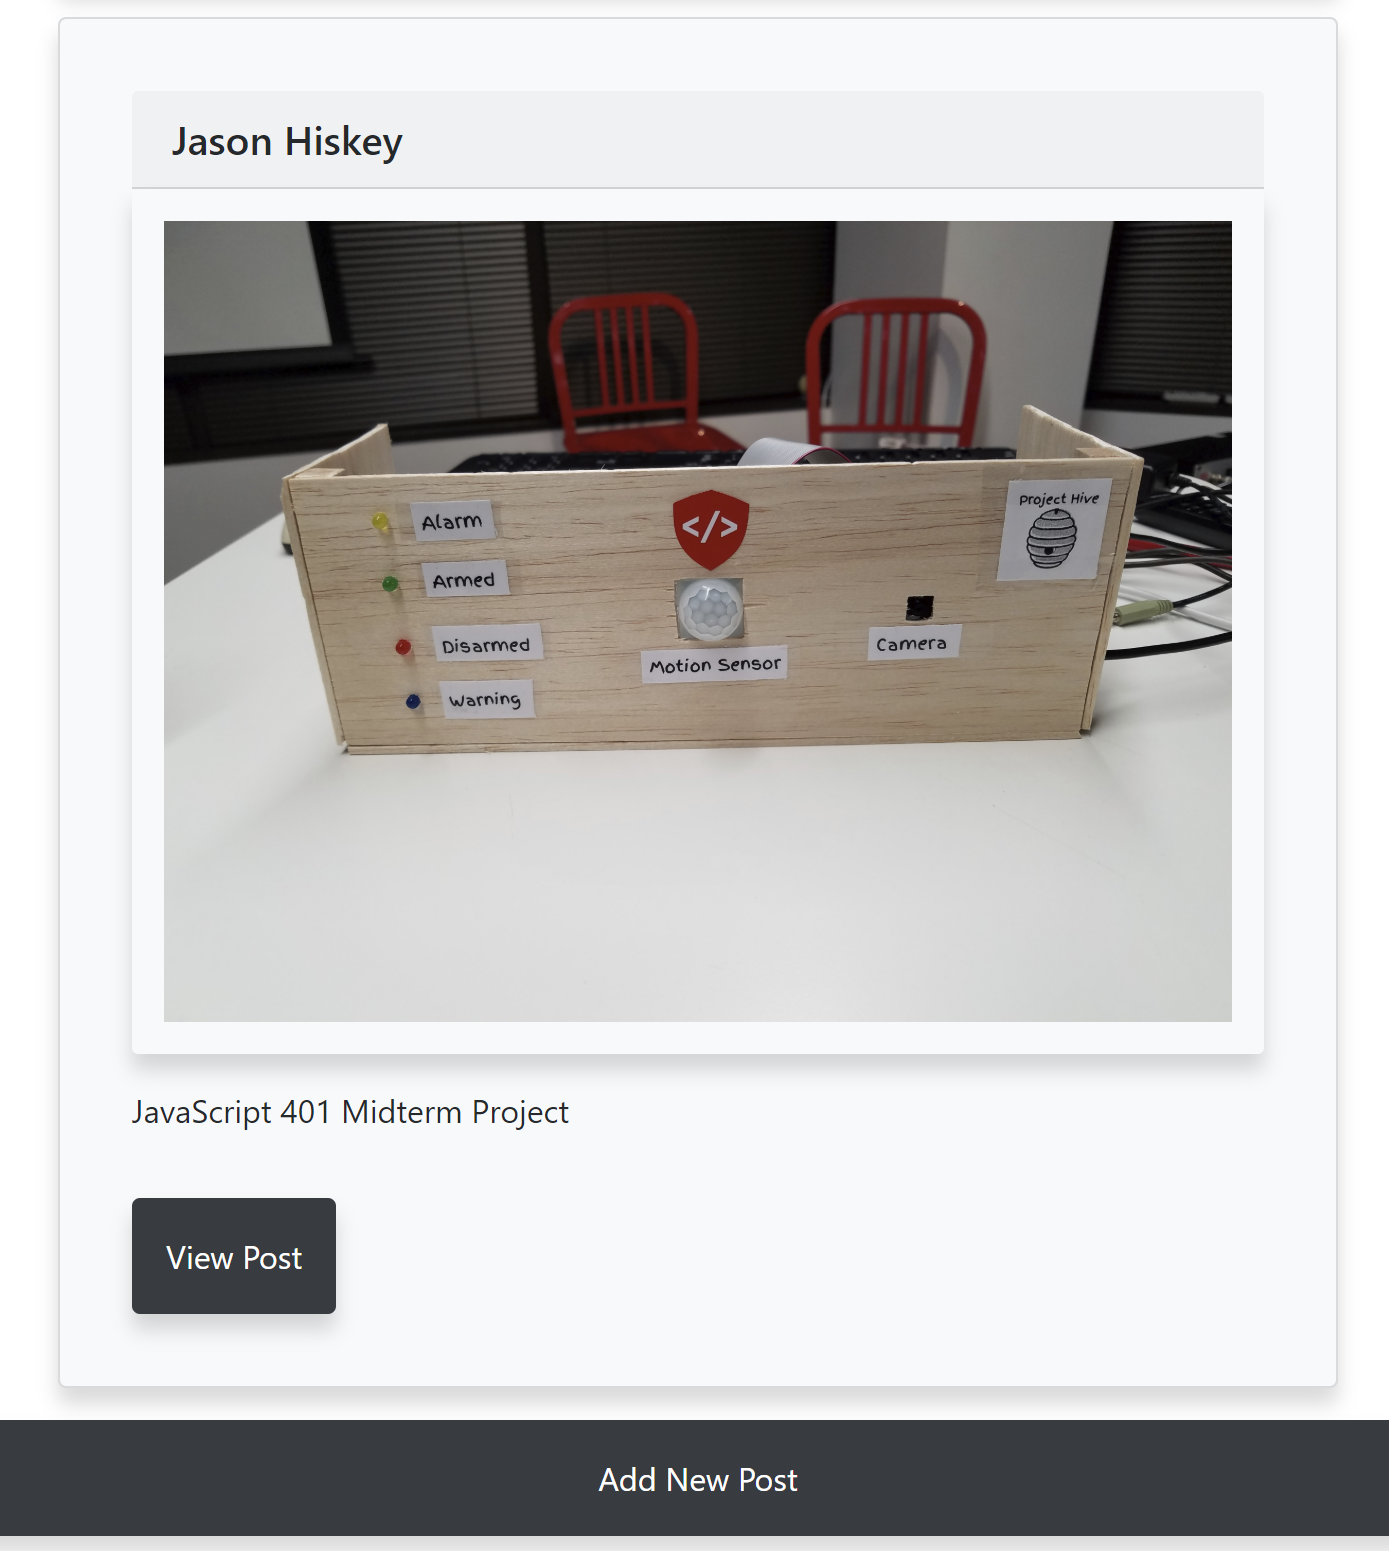 Jason Hiskey
Alarm
Armed
Disarmed
Warning
</>
Motion Sensor
Camera
Project Hive
JavaScript 401 Midterm Project
View Post
Add New Post